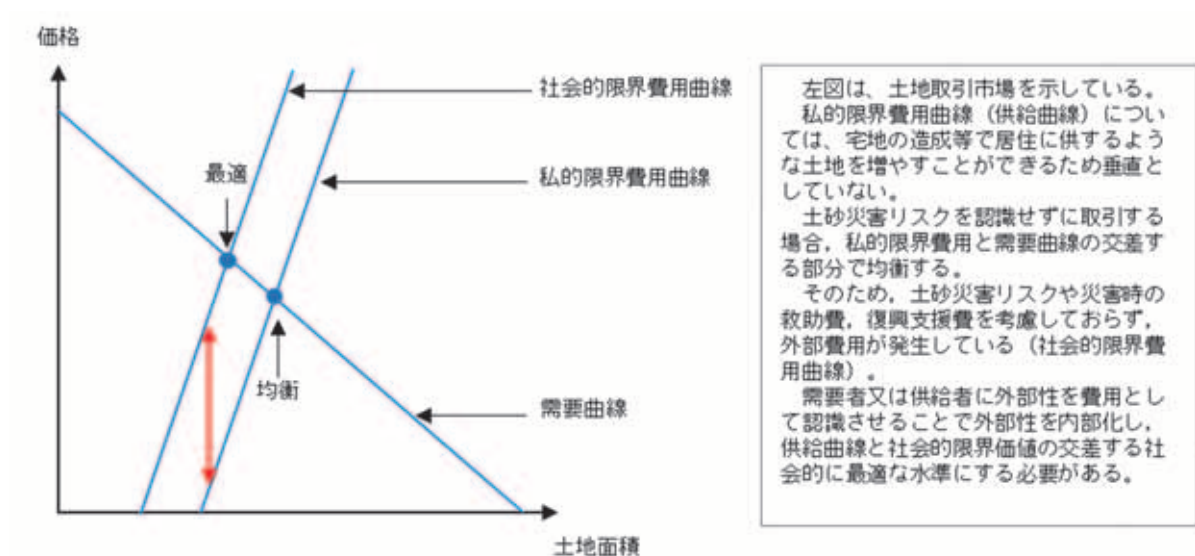 価格
社会的限界費用曲線
最適
私的限界費用曲線
均衡
需要曲線
土地面積
左図は、土地取引市場を示している。
私的限界費用曲線（供給曲線）につい
ては、宅地の造成等で居住に供するよう
な土地を増やすことができるため垂直と
していない。
土砂災害リスクを認識せずに取引する
場合，私的限界費用と需要曲線の交差す
る部分で均衡する。
そのため，土砂災害リスクや災害時の
救助費，復興支援費を考慮しておらず，
外部費用が発生している（社会的限界費
用曲線）。
需要者又は供給者に外部性を費用とし
て認識させることで外部性を内部化し，
供給曲線と社会的限界価値の交差する社
会的に最適な水準にする必要がある。